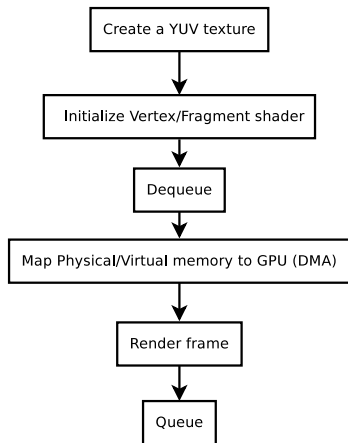 Create a YUV texture
Initialize Vertex/Fragment shader
Dequeue
Map Physical/Virtual memory to GPU (DMA)
Render frame
Queue